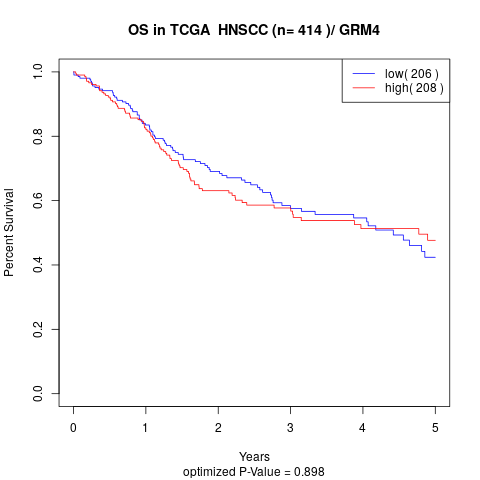 OS in TCGA  HNSCC (n= 414 )/ GRM4
low( 206 )
high( 208 )
Percent Survival
1.0
0.8
0.6
0.4
0.2
0.0
0 1 2 3 4 5
Years
optimized P-Value = 0.898